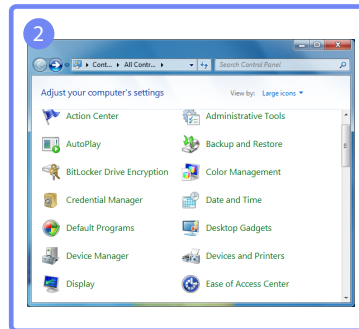 2
Cont... All Contr...
Search Control Panel
Adjust your computer's settings
View by: Large icons
Action Center
Administrative Tools
AutoPlay
Backup and Restore
BitLocker Drive Encryption
Color Management
Credential Manager
Date and Time
Default Programs
Desktop Gadgets
Device Manager
Devices and Printers
Display
Ease of Access Center